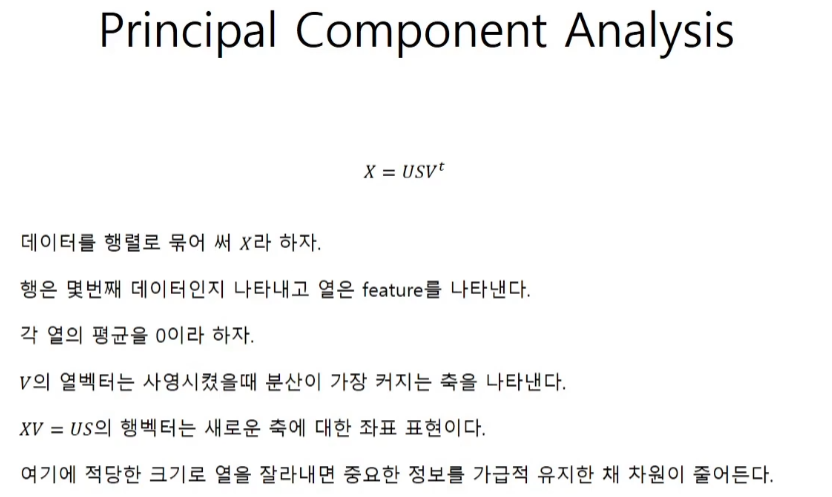 Principal Component Analysis
X = USVᵗ
데이터를 행렬로 묶어 써 X라 하자.
행은 몇번째 데이터인지 나타내고 열은 feature를 나타낸다.
각 열의 평균을 0이라 하자.
V의 열벡터는 사영시켰을때 분산이 가장 커지는 축을 나타낸다.
XV = US의 행벡터는 새로운 축에 대한 좌표 표현이다.
여기에 적당한 크기로 열을 잘라내면 중요한 정보를 가급적 유지한 채 차원이 줄어든다.